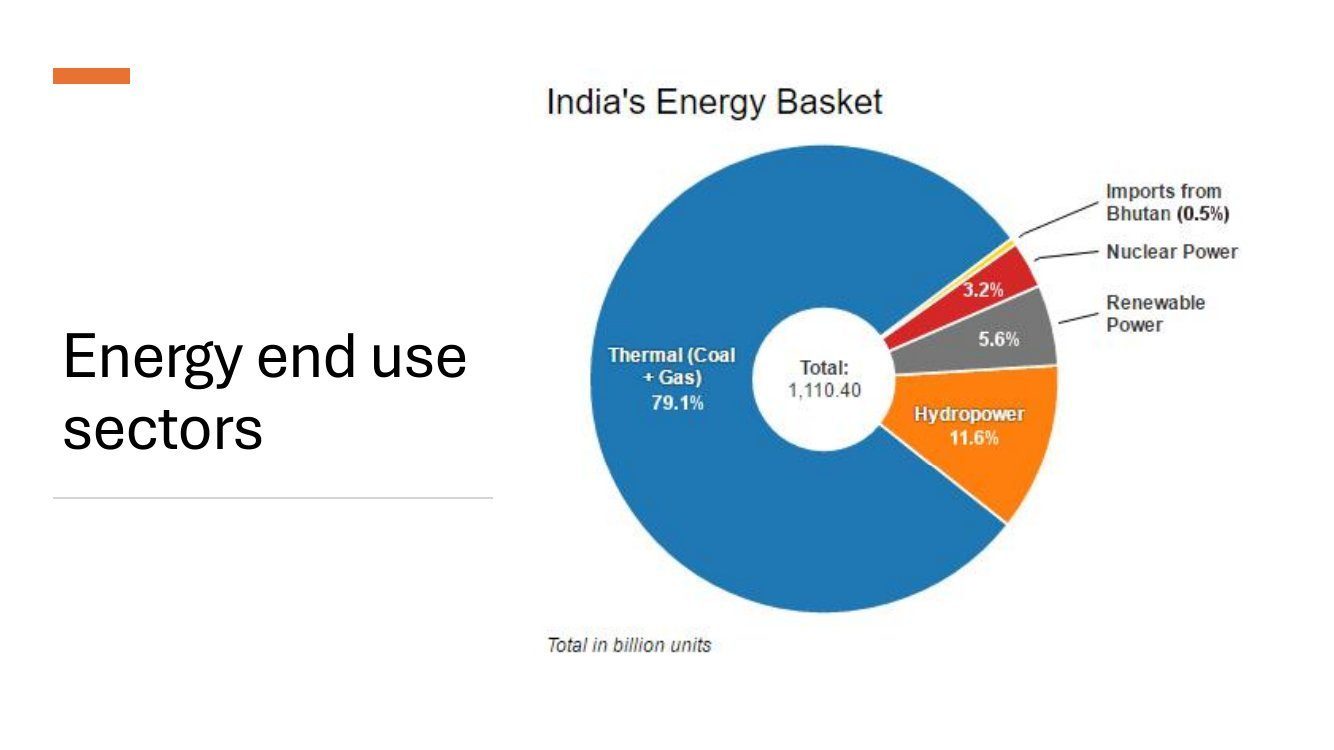 Energy end use
sectors
India's Energy Basket
Imports from
Bhutan (0.5%)
Nuclear Power
3.2%
Renewable
Power
5.6%
Thermal (Coal
+ Gas)
79.1%
Total:
1,110.40
Hydropower
11.6%
Total in billion units